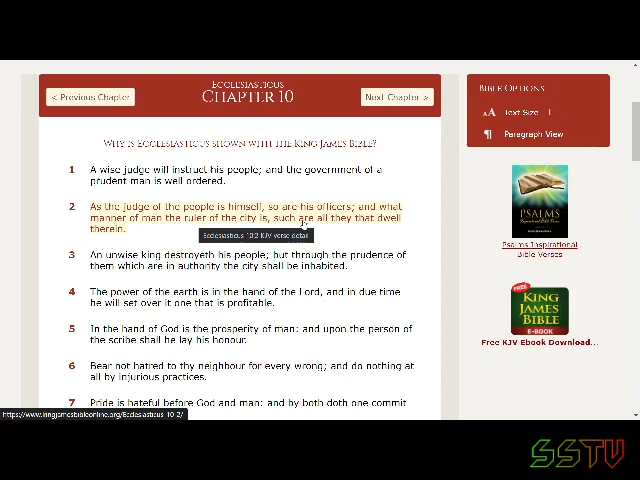 Ecclesiasticus
< Previous Chapter
Chapter 10
Next Chapter >
Why is Ecclesiasticus shown with the King James Bible?
1 A wise judge will instruct his people; and the government of a
prudent man is well ordered.
2 As the judge of the people is himself, so are his officers; and what
manner of man the ruler of the city is, such are all they that dwell
therein.
Ecclesiasticus 10:2 KJV verse detail
3 An unwise king destroyeth his people; but through the prudence of
them which are in authority the city shall be inhabited.
4 The power of the earth is in the hand of the Lord, and in due time
he will set over it one that is profitable.
5 In the hand of God is the prosperity of man: and upon the person of
the scribe shall he lay his honour.
6 Bear not hatred to thy neighbour for every wrong; and do nothing at
all by injurious practices.
7 Pride is hateful before God and man: and by both doth one commit
https://www.kingjamesbibleonline.org/Ecclesiasticus-10-2/
Bible Options
AA Text Size
¶ Paragraph View
PSALMS
Psalms Inspirational
Bible Verses
FREE
KING
JAMES
BIBLE
E-BOOK
Free KJV Ebook Download...
SSTV